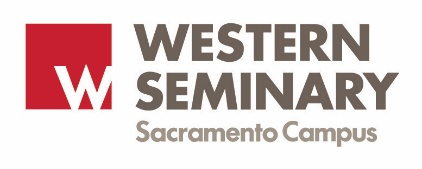 W
WESTERN
SEMINARY
Sacramento Campus